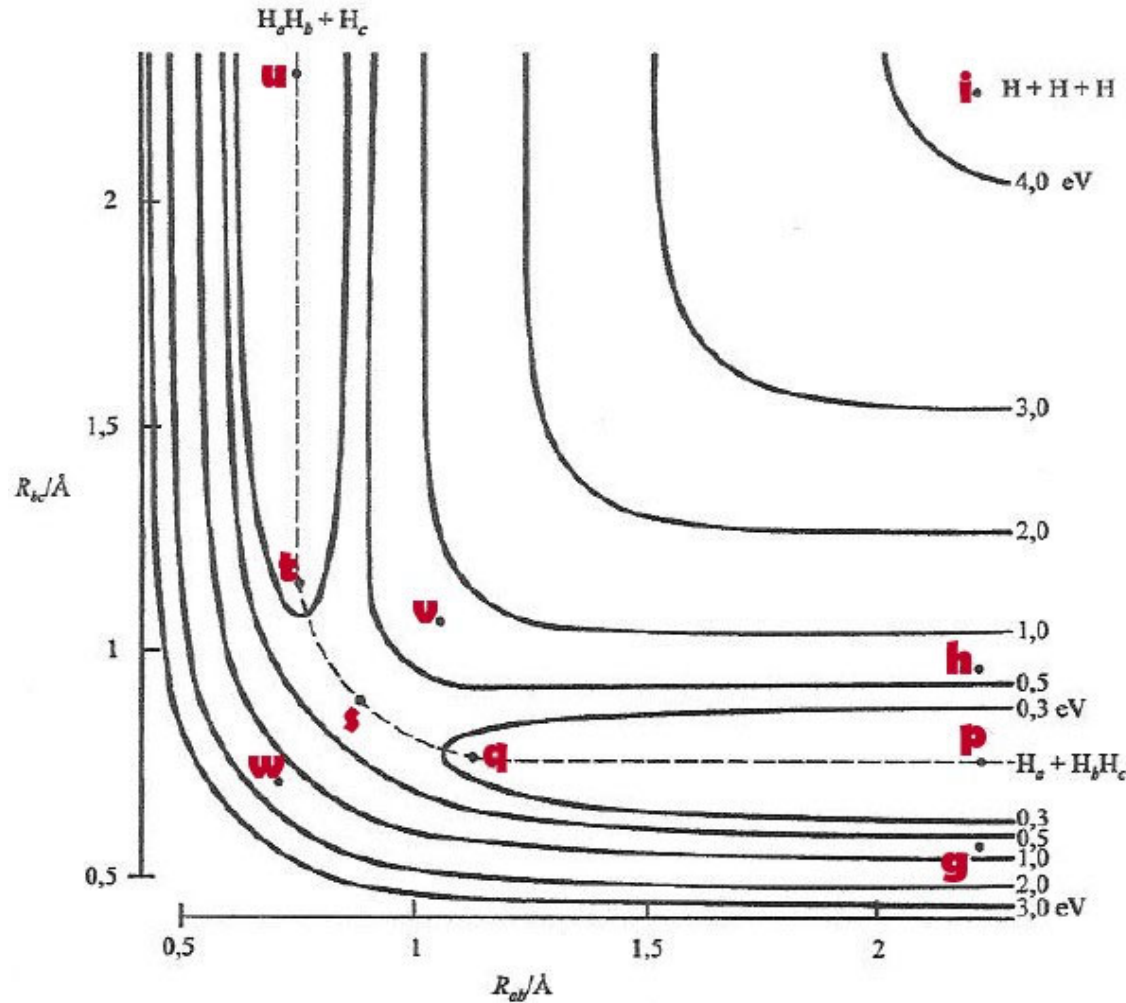 HaHb + Hc
u
i H + H + H
2
4,0 eV
1,5
3,0
Rbc/Å
2,0
t
v
1,0
1
h
0,5
0,3 eV
s
q
p
Ha + HbHc
w
0,3
0,5
g
1,0
0,5
2,0
3,0 eV
0,5 1 1,5 2
Rab/Å